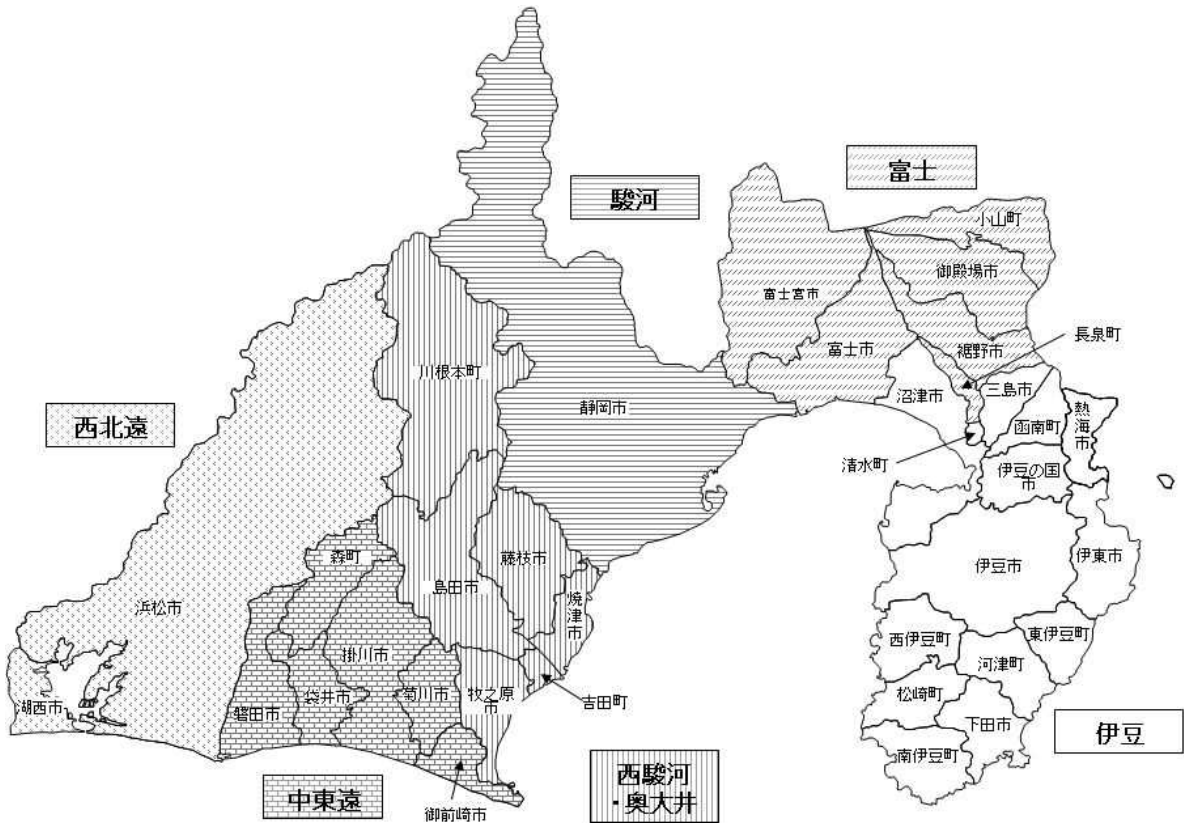 富士
駿河
小山町
御殿場市
富士宮市
長泉町
富士市
裾野市
川根本町
沼津市
三島市
静岡市
熱海市
函南町
西北遠
清水町
伊豆の国
市
森町
藤枝市
伊豆市
伊東市
島田市
焼津市
浜松市
西伊豆町
東伊豆町
掛川市
河津町
袋井市
菊川市
牧之原
市
松崎町
湖西市
磐田市
吉田町
下田市
伊豆
南伊豆町
西駿河
・奥大井
中東遠
御前崎市